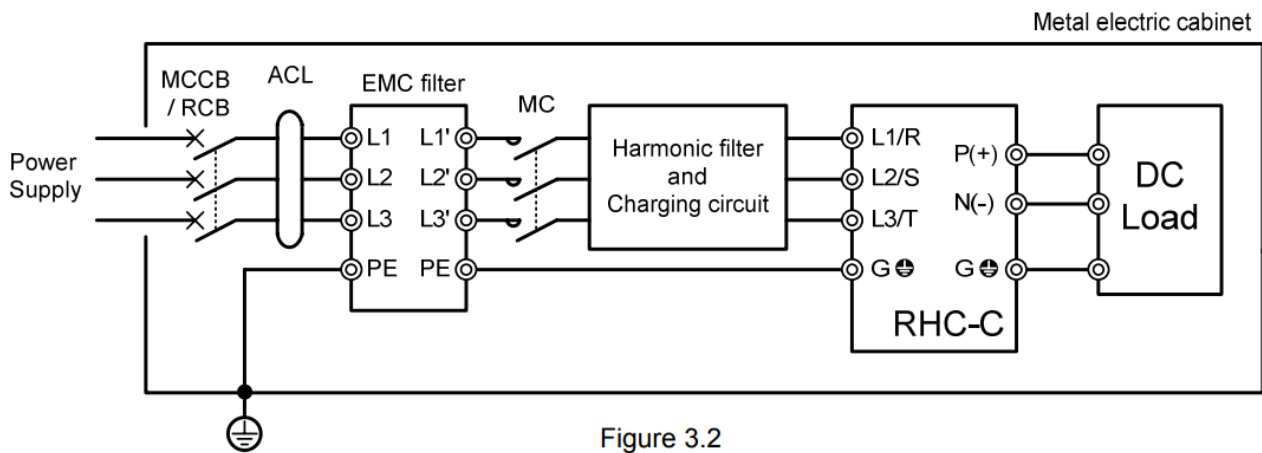 Metal electric cabinet
MCCB
/ RCB
ACL
EMC filter
MC
Power
Supply
L1 L1'
L2 L2'
L3 L3'
PE PE
Harmonic filter
and
Charging circuit
L1/R
L2/S
L3/T
G
P(+)
N(-)
G
RHC-C
DC
Load
Figure 3.2